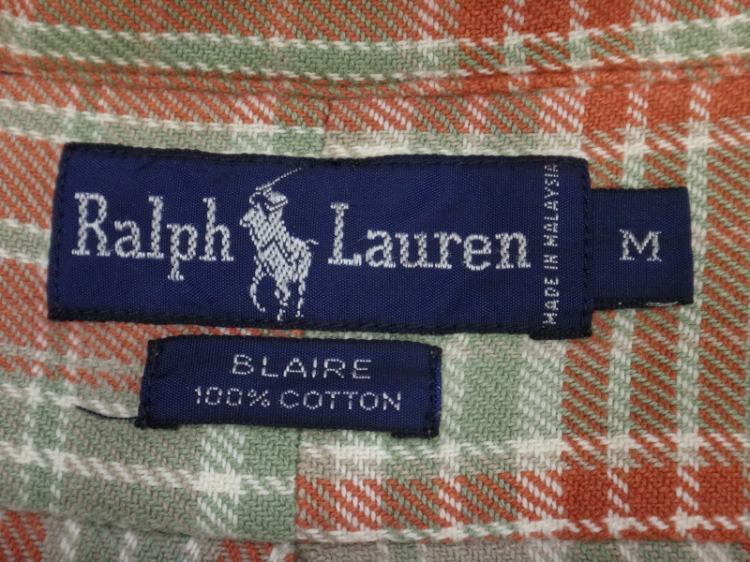 Ralph Lauren
MADE IN MALAYSIA
M
BLAIRE
100% COTTON